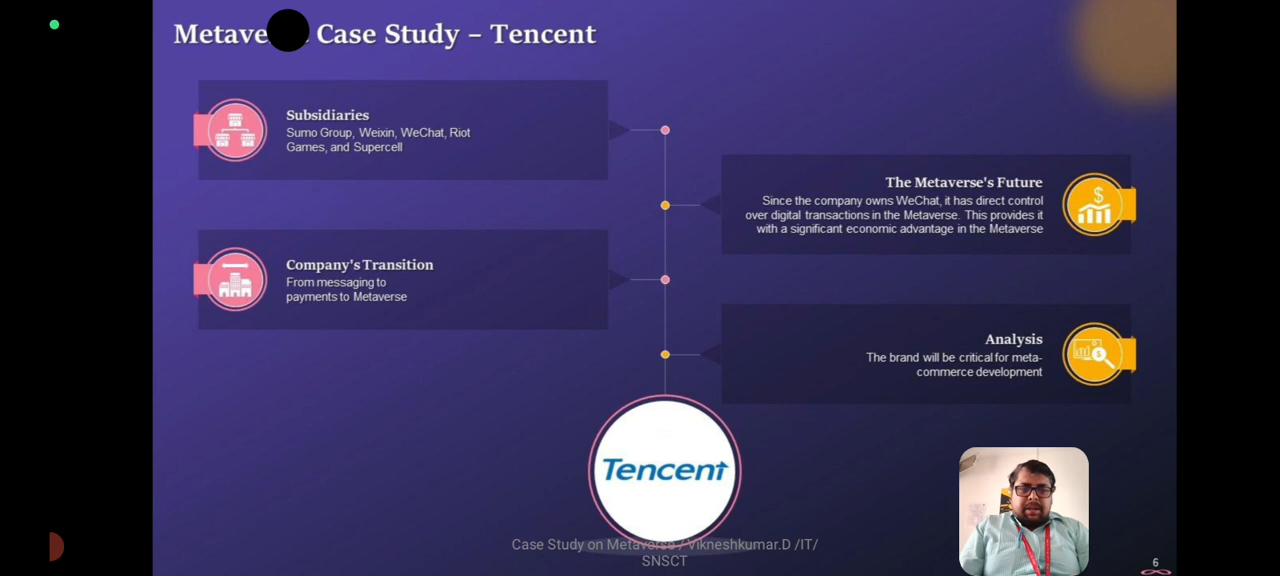 Metave Case Study – Tencent
Subsidiaries
Sumo Group, Weixin, WeChat, Riot
Games, and Supercell
The Metaverse's Future
Since the company owns WeChat, it has direct control
over digital transactions in the Metaverse. This provides it
with a significant economic advantage in the Metaverse
Company's Transition
From messaging to
payments to Metaverse
Analysis
The brand will be critical for meta-
commerce development
Tencent
Case Study on Metaverse / Vikneshkumar.D /IT/
SNSCT
6